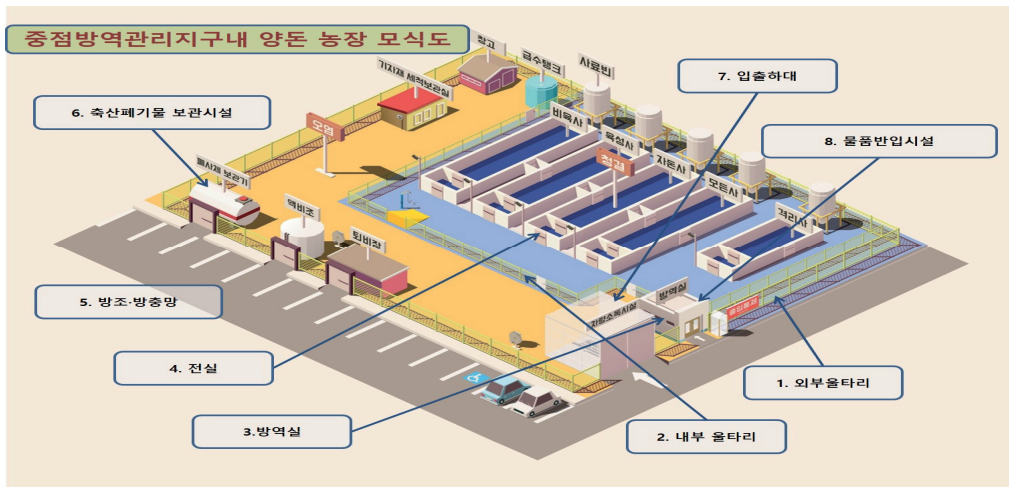 중점방역관리지구내 양돈 농장 모식도
창고
급수탱크
사료빈
7. 입출하대
기자재 세척보관실
6. 축산폐기물 보관시설
오염
비육사
육성사
8. 물품반입시설
청결
자돈사
모돈사
폐사체 보관기
액비조
격리사
퇴비장
5. 방조·방충망
방역실
차량소독시설
출입통제
4. 전실
1. 외부울타리
3.방역실
2. 내부 울타리